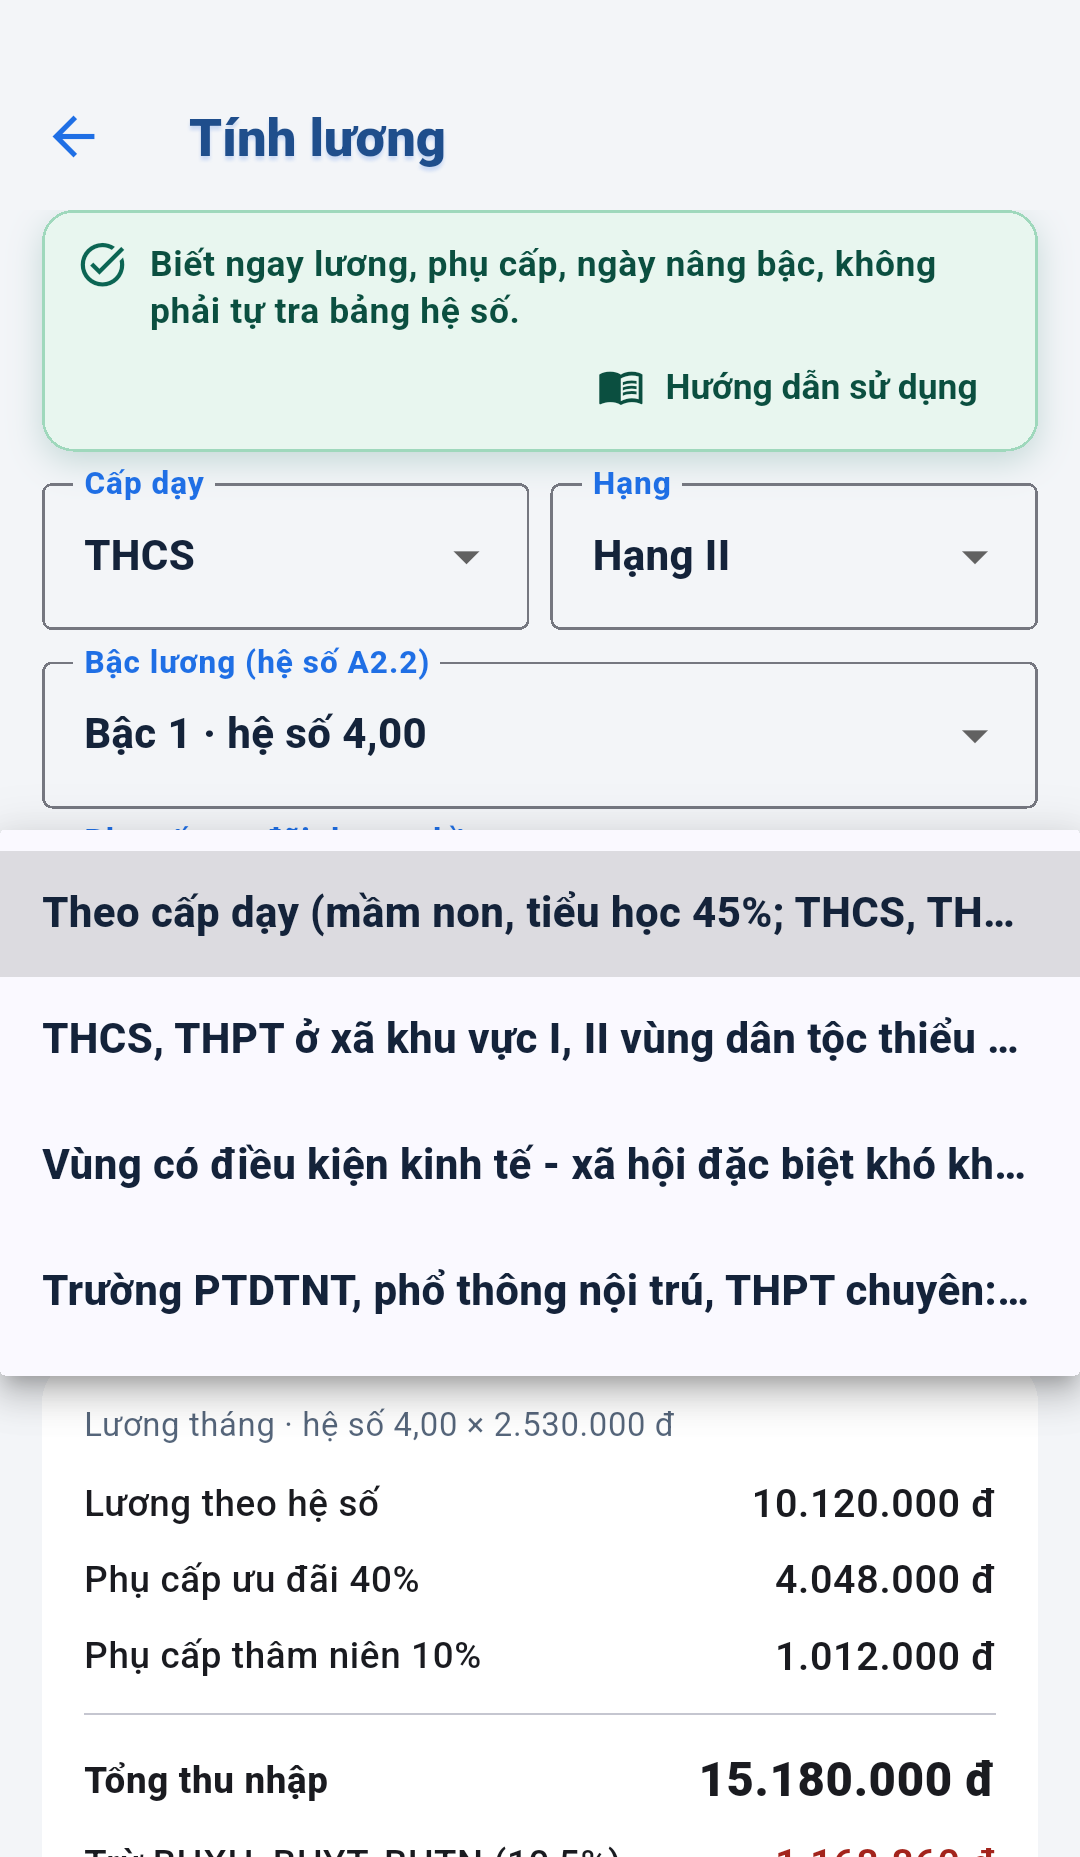 Tính lương
Biết ngay lương, phụ cấp, ngày nâng bậc, không
phải tự tra bảng hệ số.
Hướng dẫn sử dụng
Cấp dạy
Hạng
THCS
Hạng II
Bậc lương (hệ số A2.2)
Bậc 1 · hệ số 4,00
Theo cấp dạy (mầm non, tiểu học 45%; THCS, TH...
THCS, THPT ở xã khu vực I, II vùng dân tộc thiểu ...
Vùng có điều kiện kinh tế - xã hội đặc biệt khó kh...
Trường PTDTNT, phổ thông nội trú, THPT chuyên:...
Lương tháng · hệ số 4,00 × 2.530.000 đ
Lương theo hệ số 10.120.000 đ
Phụ cấp ưu đãi 40% 4.048.000 đ
Phụ cấp thâm niên 10% 1.012.000 đ
Tổng thu nhập 15.180.000 đ